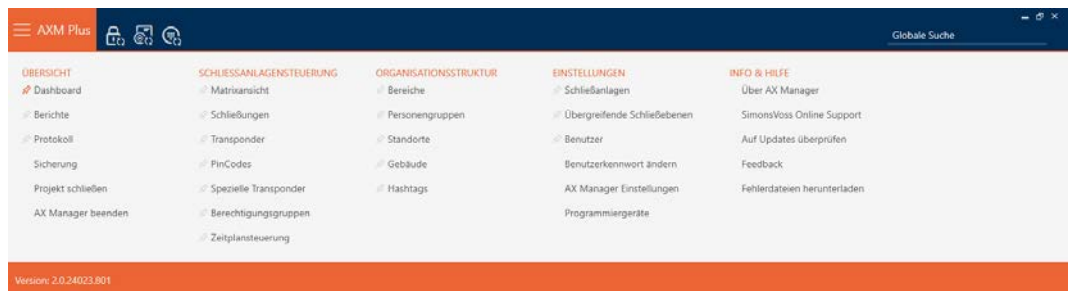 AXM Plus
Globale Suche
ÜBERSICHT
Dashboard
Berichte
Protokoll
Sicherung
Projekt schließen
AX Manager beenden
SCHLIESSANLAGENSTEUERUNG
Matrixansicht
Schließungen
Transponder
PinCodes
Spezielle Transponder
Berechtigungsgruppen
Zeitplansteuerung
ORGANISATIONSSTRUKTUR
Bereiche
Personengruppen
Standorte
Gebäude
Hashtags
EINSTELLUNGEN
Schließanlagen
Übergreifende Schließebenen
Benutzer
Benutzerkennwort ändern
AX Manager Einstellungen
Programmiergeräte
INFO & HILFE
Über AX Manager
SimonsVoss Online Support
Auf Updates überprüfen
Feedback
Fehlerdateien herunterladen
Version: 2.0.24023.801